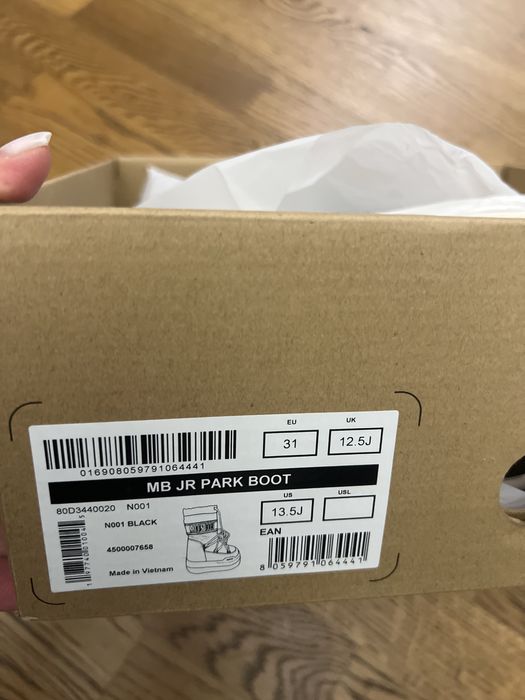 EU
UK
31
12.5J
016908059791064441
MB JR PARK BOOT
80D3440020 N001
US
USL
13.5J
N001 BLACK
EAN
4500007658
Made in Vietnam
8 059791 064441